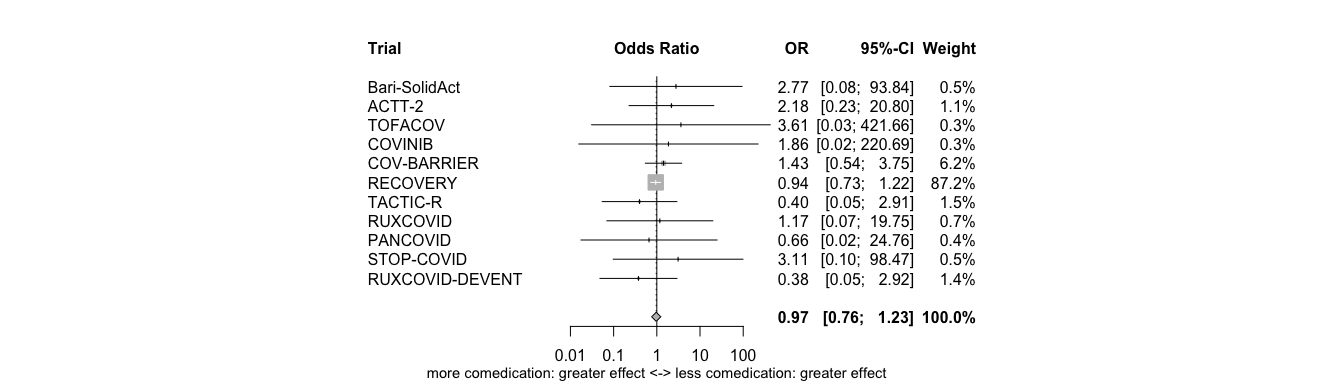 Trial Odds Ratio OR 95%-CI Weight
Bari-SolidAct 2.77 [0.08; 93.84] 0.5%
ACTT-2 2.18 [0.23; 20.80] 1.1%
TOFACOV 3.61 [0.03; 421.66] 0.3%
COVINIB 1.86 [0.02; 220.69] 0.3%
COV-BARRIER 1.43 [0.54; 3.75] 6.2%
RECOVERY 0.94 [0.73; 1.22] 87.2%
TACTIC-R 0.40 [0.05; 2.91] 1.5%
RUXCOVID 1.17 [0.07; 19.75] 0.7%
PANCOVID 0.66 [0.02; 24.76] 0.4%
STOP-COVID 3.11 [0.10; 98.47] 0.5%
RUXCOVID-DEVENT 0.38 [0.05; 2.92] 1.4%
0.97 [0.76; 1.23] 100.0%
0.01 0.1 1 10 100
more comedication: greater effect <-> less comedication: greater effect